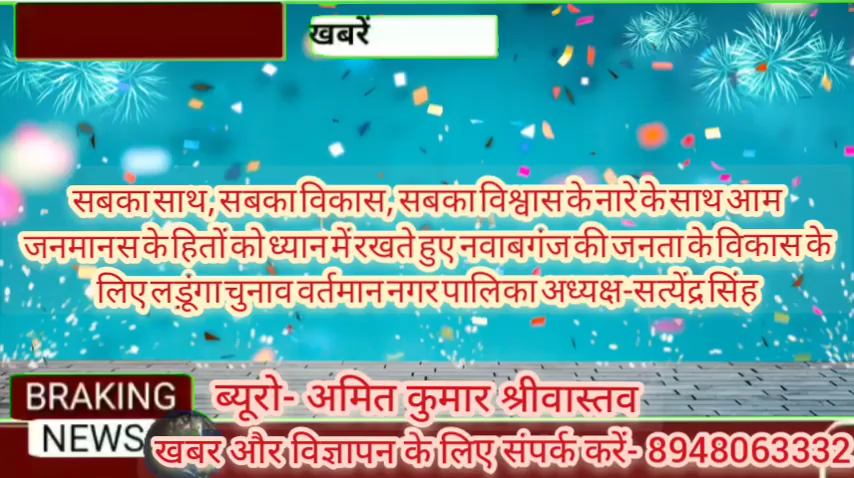 खबरें
सबका साथ, सबका विकास, सबका विश्वास के नारे के साथ आम
जनमानस के हितों को ध्यान में रखते हुए नवाबगंज की जनता के विकास के
लिए लड़ूंगा चुनाव वर्तमान नगर पालिका अध्यक्ष-सत्येंद्र सिंह
BRAKING
NEWS
ब्यूरो- अमित कुमार श्रीवास्तव
खबर और विज्ञापन के लिए संपर्क करें- 8948063332